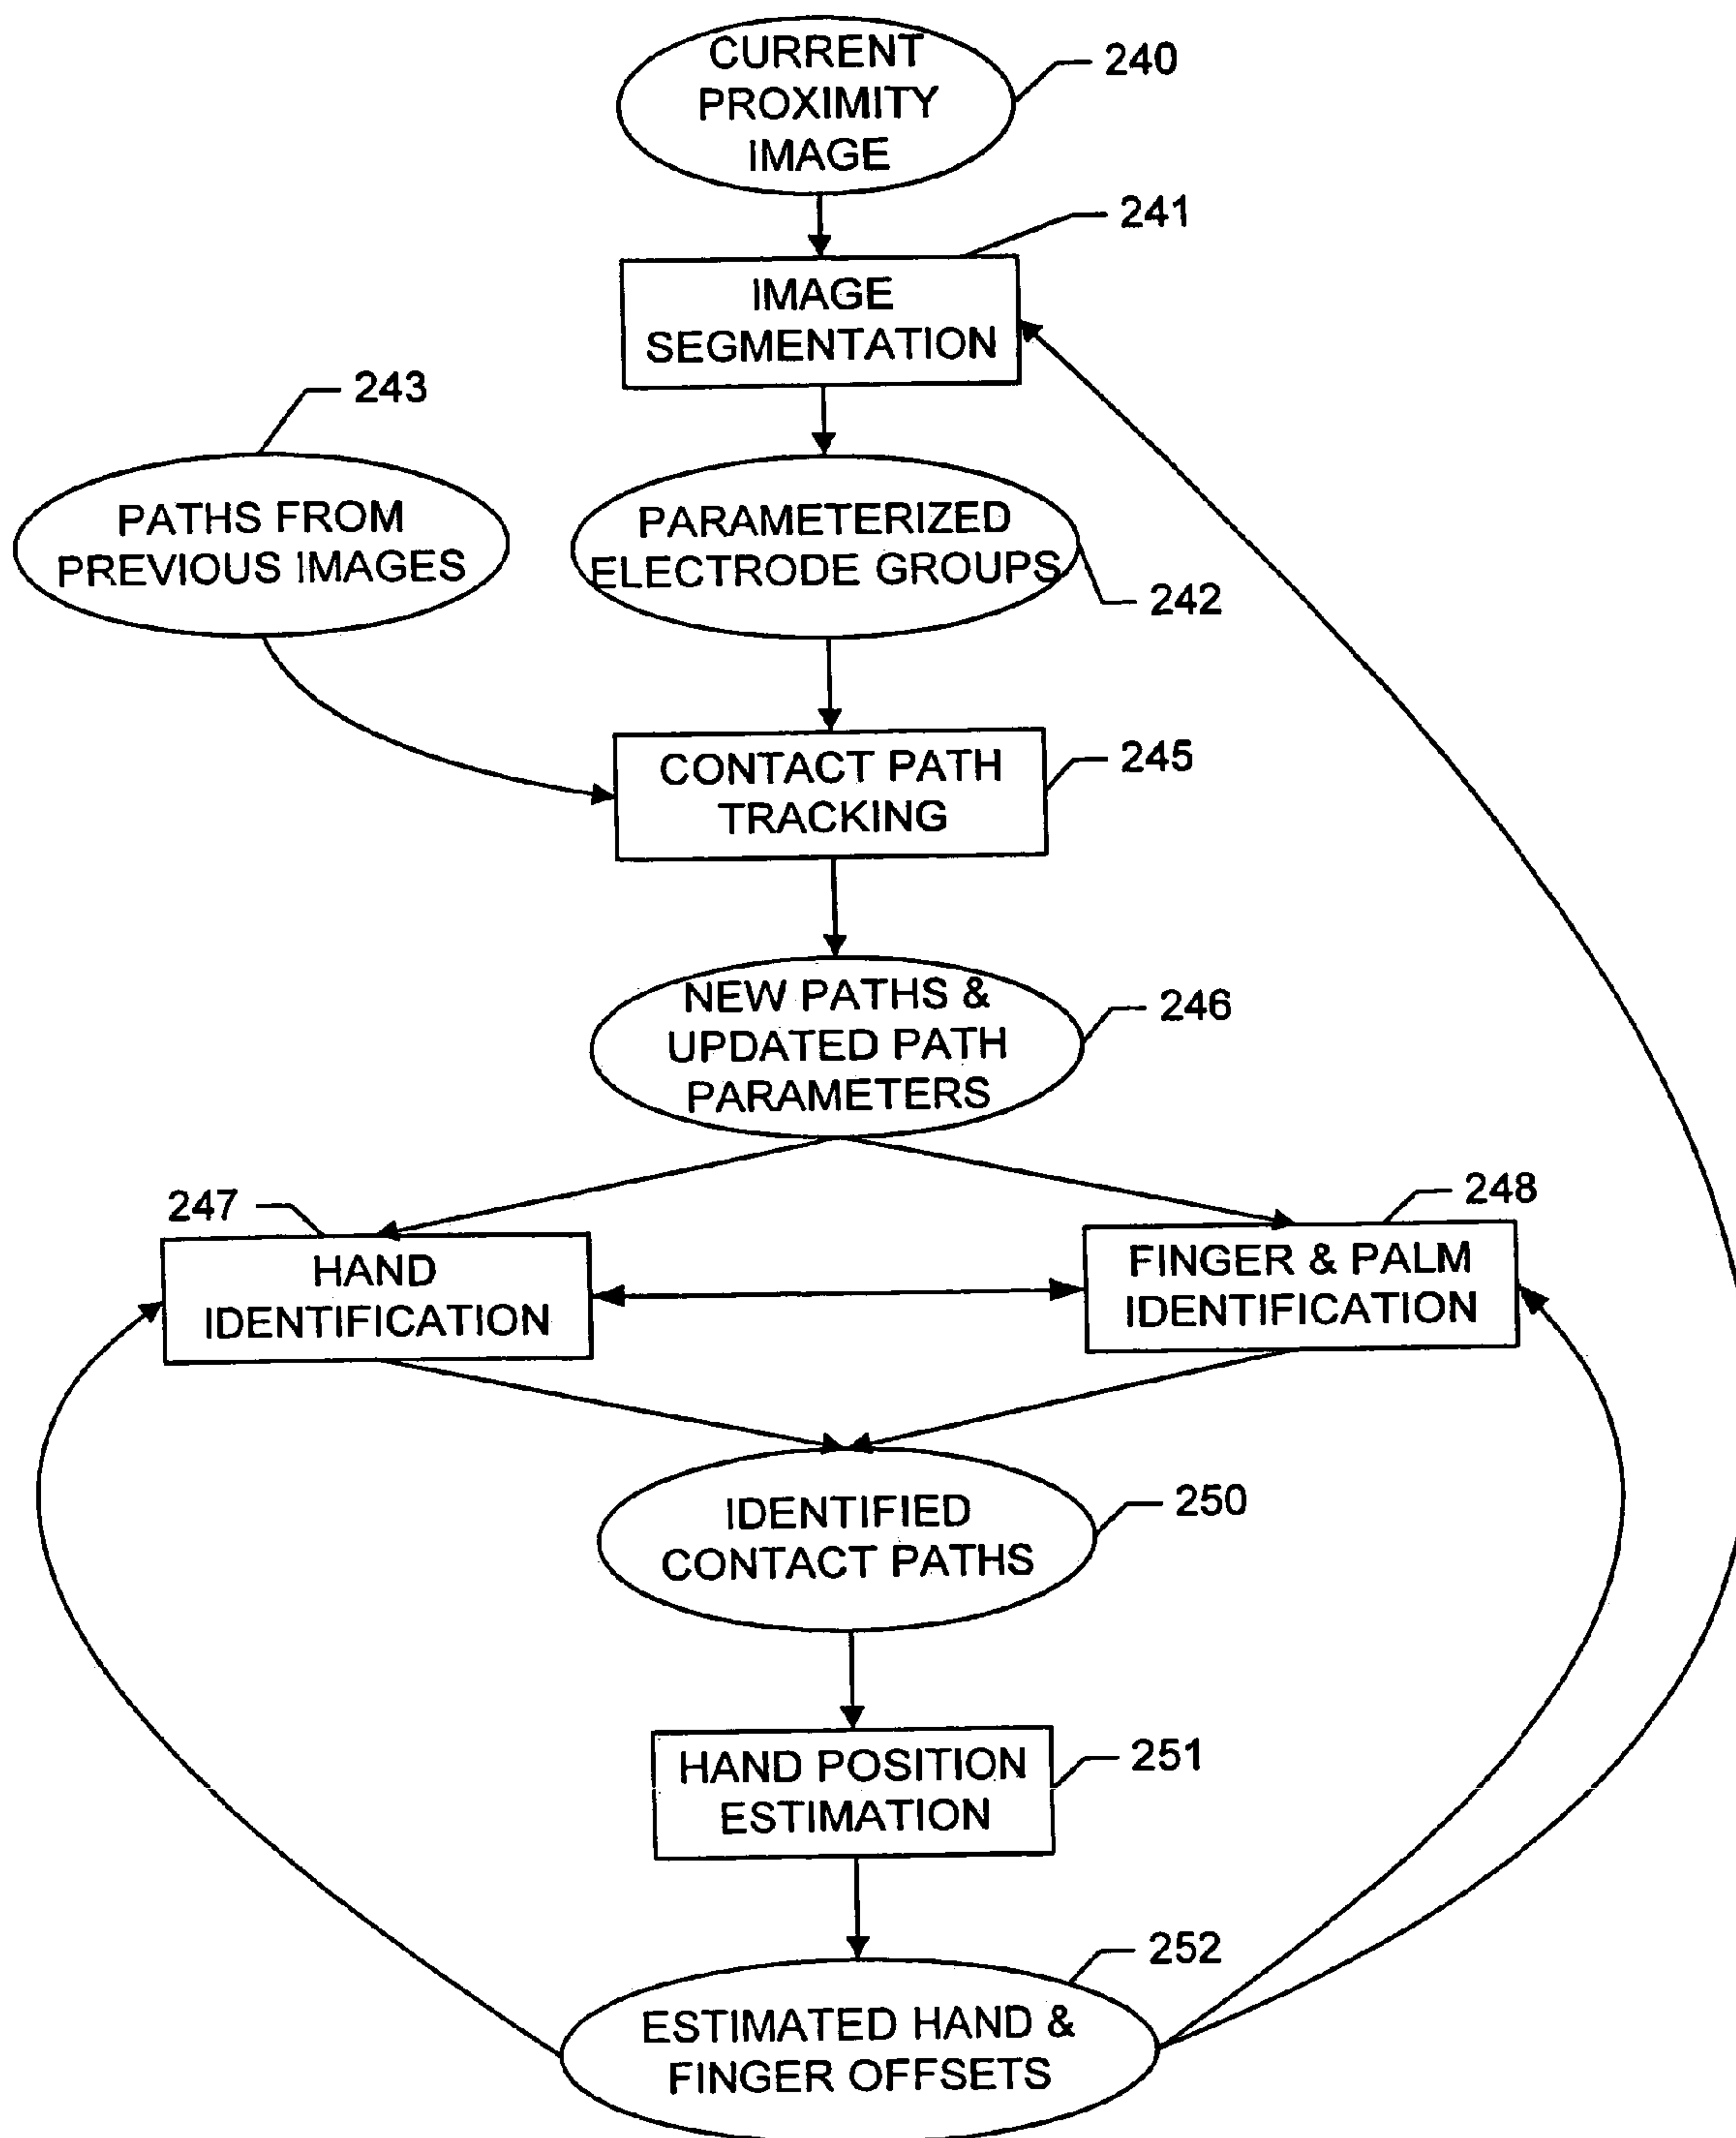 CURRENT
PROXIMITY
IMAGE
240
241
IMAGE
SEGMENTATION
243
PATHS FROM
PREVIOUS IMAGES
PARAMETERIZED
ELECTRODE GROUPS
242
CONTACT PATH
TRACKING
245
NEW PATHS &
UPDATED PATH
PARAMETERS
246
247
HAND
IDENTIFICATION
248
FINGER & PALM
IDENTIFICATION
IDENTIFIED
CONTACT PATHS
250
HAND POSITION
ESTIMATION
251
252
ESTIMATED HAND &
FINGER OFFSETS